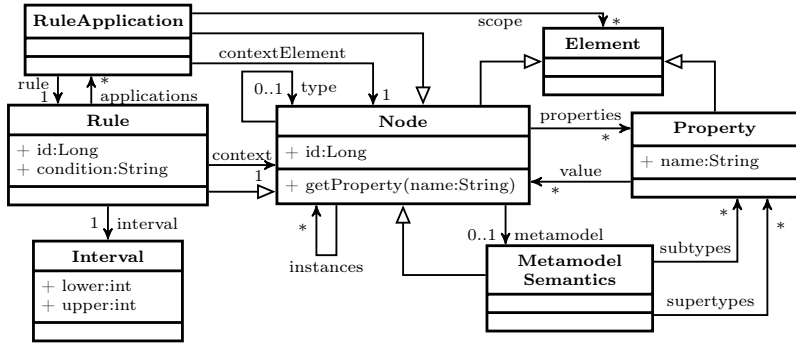 RuleApplication
scope
*
Element
contextElement
rule
1
*
applications
0..1
type
1
Rule
+ id:Long
+ condition:String
context
1
Node
+ id:Long
+ getProperty(name:String)
properties
*
value
*
Property
+ name:String
1
interval
Interval
+ lower:int
+ upper:int
*
instances
0..1
metamodel
Metamodel
Semantics
subtypes
*
supertypes
*